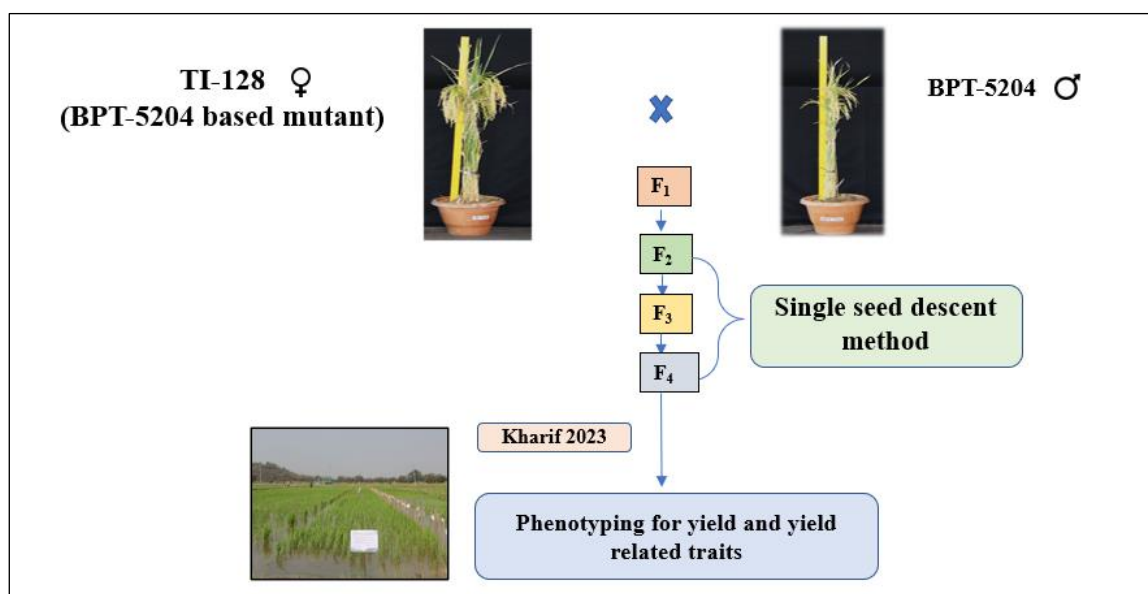 TI-128 ♀
(BPT-5204 based mutant)
BPT-5204 ♂
F₁
F₂
F₃
F₄
Single seed descent
method
Kharif 2023
Phenotyping for yield and yield
related traits